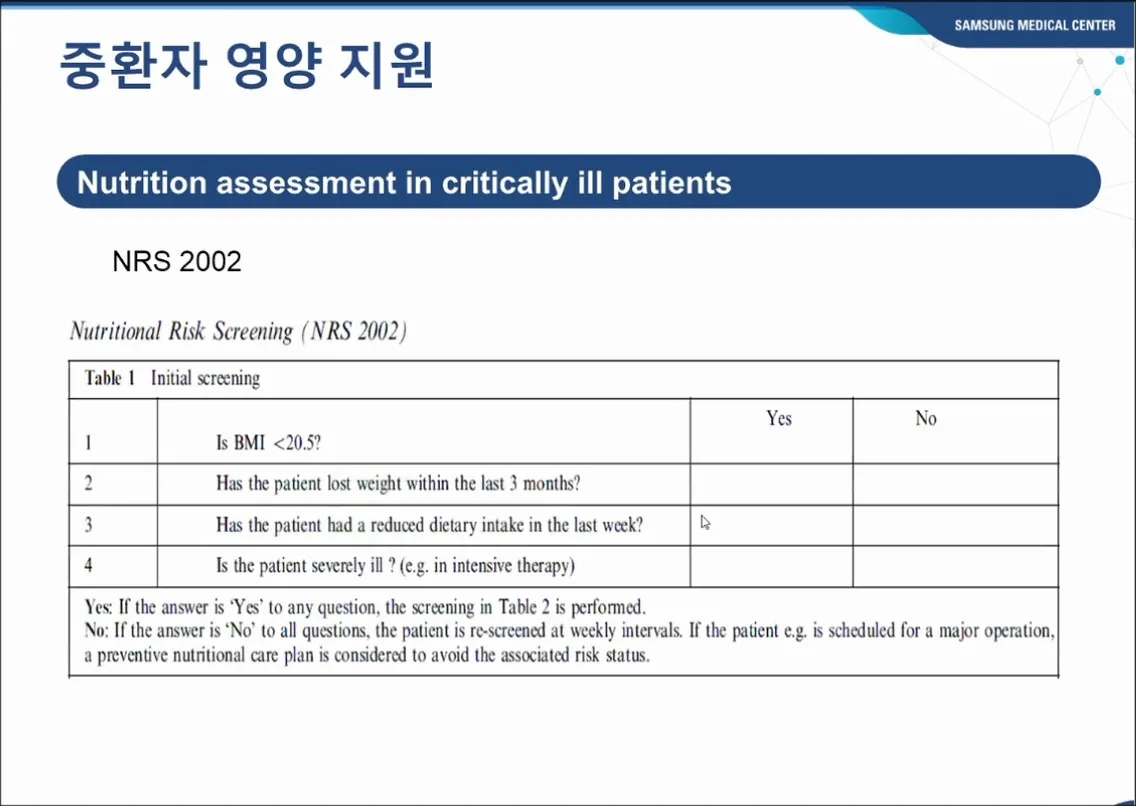 SAMSUNG MEDICAL CENTER
중환자 영양 지원
Nutrition assessment in critically ill patients
NRS 2002
Nutritional Risk Screening (NRS 2002)
Table 1 Initial screening
Yes No
1 Is BMI <20.5?
2 Has the patient lost weight within the last 3 months?
3 Has the patient had a reduced dietary intake in the last week?
4 Is the patient severely ill ? (e.g. in intensive therapy)
Yes: If the answer is ‘Yes’ to any question, the screening in Table 2 is performed.
No: If the answer is ‘No’ to all questions, the patient is re-screened at weekly intervals. If the patient e.g. is scheduled for a major operation,
a preventive nutritional care plan is considered to avoid the associated risk status.